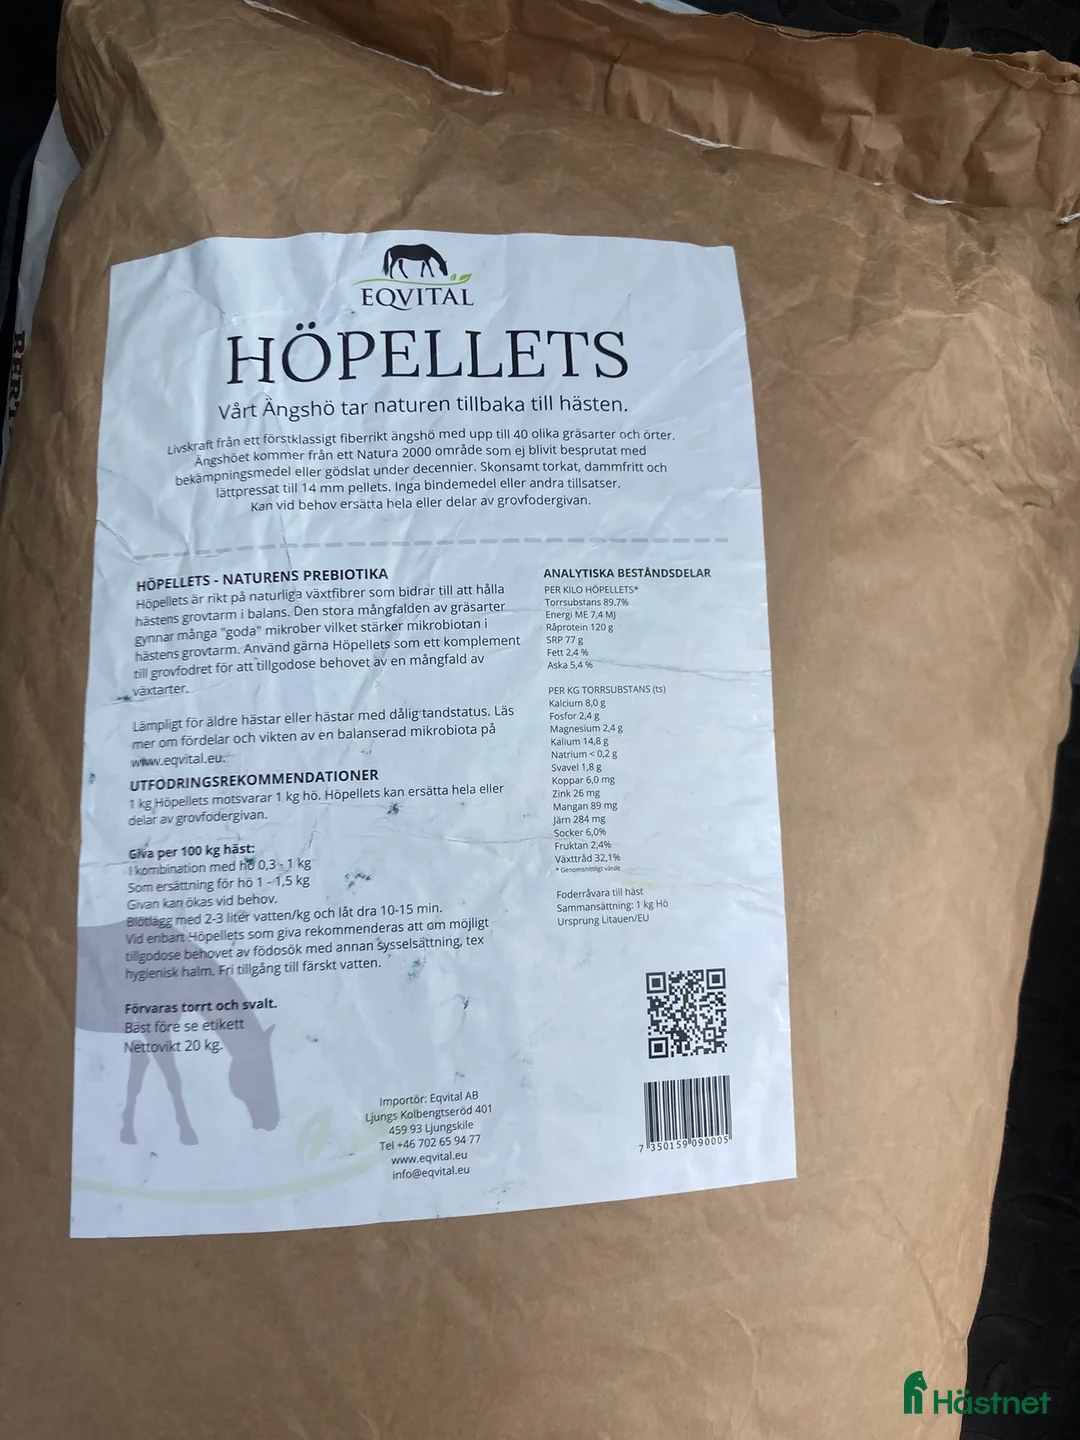 EQVITAL
HÖPELLETS
Vårt Ängshö tar naturen tillbaka till hästen.
Livskraft från ett förstklassigt fiberrikt ängshö med upp till 40 olika gräsarter och örter.
Ängshöet kommer från ett Natura 2000 område som ej blivit besprutat med
bekämpningsmedel eller gödslat under decennier. Skonsamt torkat, dammfritt och
lättpressat till 14 mm pellets. Inga bindemedel eller andra tillsatser.
Kan vid behov ersätta hela eller delar av grovfodergivan.
HÖPELLETS - NATURENS PREBIOTIKA
Höpellets är rikt på naturliga växtfibrer som bidrar till att hålla
hästens grovtarm i balans. Den stora mångfalden av gräsarter
gynnar många "goda" mikrober vilket stärker mikrobiotan i
hästens grovtarm. Använd gärna Höpellets som ett komplement
till grovfodret för att tillgodose behovet av en mångfald av
växtarter.
Lämpligt för äldre hästar eller hästar med dålig tandstatus. Läs
mer om fördelar och vikten av en balanserad mikrobiota på
www.eqvital.eu.
UTFODRINGSREKOMMENDATIONER
1 kg Höpellets motsvarar 1 kg hö. Höpellets kan ersätta hela eller
delar av grovfodergivan.
Giva per 100 kg häst:
I kombination med hö 0,3 - 1 kg
Som ersättning för hö 1 - 1,5 kg
Givan kan ökas vid behov.
Blötlägg med 2-3 liter vatten/kg och låt dra 10-15 min.
Vid enbart Höpellets som giva rekommenderas att om möjligt
tillgodose behovet av födosök med annan sysselsättning, tex
hygienisk halm. Fri tillgång till färskt vatten.
Förvaras torrt och svalt.
Bäst före se etikett
Nettovikt 20 kg.
ANALYTISKA BESTÅNDSDELAR
PER KILO HÖPELLETS*
Torrsubstans 89,7%
Energi ME 7,4 MJ
Råprotein 120 g
SRP 77 g
Fett 2,4 %
Aska 5,4 %
PER KG TORRSUBSTANS (ts)
Kalcium 8,0 g
Fosfor 2,4 g
Magnesium 2,4 g
Kalium 14,8 g
Natrium < 0,2 g
Svavel 1,8 g
Koppar 6,0 mg
Zink 26 mg
Mangan 89 mg
Järn 284 mg
Socker 6,0%
Fruktan 2,4%
Växttråd 32,1%
* Genomsnittligt värde
Foderråvara till häst
Sammansättning: 1 kg Hö
Ursprung Litauen/EU
Importör: Eqvital AB
Ljungs Kolbengtseröd 401
459 93 Ljungskile
Tel +46 702 65 94 77
www.eqvital.eu
info@eqvital.eu
7 350159 090005
Hästnet